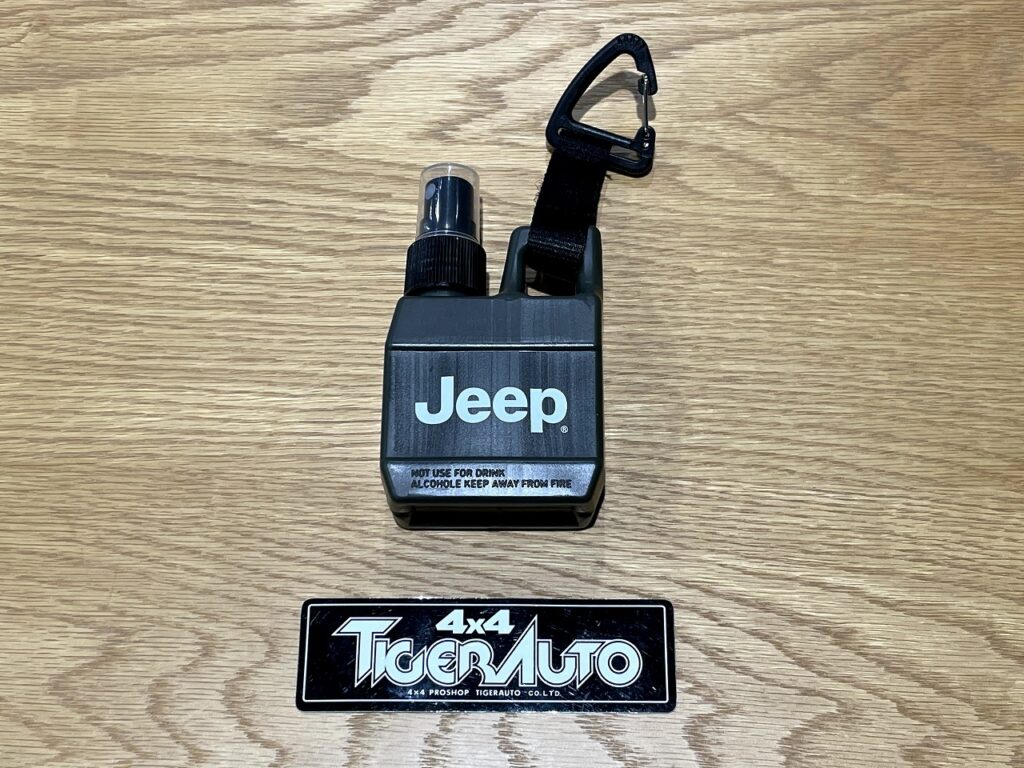 Jeep®
NOT USE FOR DRINK
ALCOHOLE KEEP AWAY FROM FIRE
4x4
TIGERAUTO
4x4 PROSHOP TIGERAUTO CO.LTD.